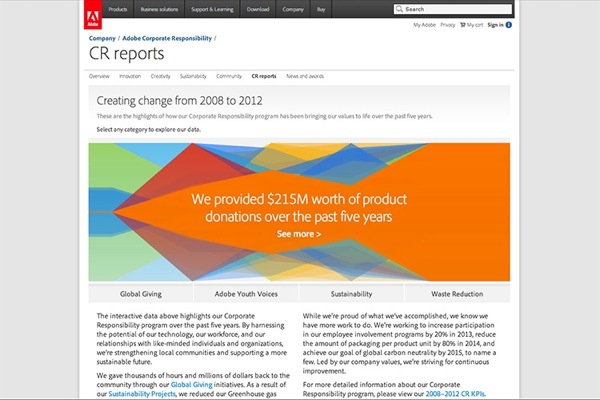 Products Business solutions Support & Learning Download Company Buy Search
Adobe
My Adobe Privacy My cart Sign in
Company / Adobe Corporate Responsibility /
CR reports
Overview Innovation Creativity Sustainability Community CR reports News and awards
Creating change from 2008 to 2012
These are the highlights of how our Corporate Responsibility program has been bringing our values to life over the past five years.
Select any category to explore our data.
We provided $215M worth of product
donations over the past five years
See more >
Global Giving Adobe Youth Voices Sustainability Waste Reduction
The interactive data above highlights our Corporate
Responsibility program over the past five years. By harnessing
the potential of our technology, our workforce, and our
relationships with like-minded individuals and organizations,
we're strengthening local communities and supporting a more
sustainable future.
We gave thousands of hours and millions of dollars back to the
community through our Global Giving initiatives. As a result of
our Sustainability Projects, we reduced our Greenhouse gas
While we're proud of what we've accomplished, we know we
have more work to do. We're working to increase participation
in our employee involvement programs by 20% in 2013, reduce
the amount of packaging per product unit by 80% in 2014, and
achieve our goal of global carbon neutrality by 2015, to name a
few. Led by our company values, we're striving for continuous
improvement.
For more detailed information about our Corporate
Responsibility program, please view our 2008–2012 CR KPIs.